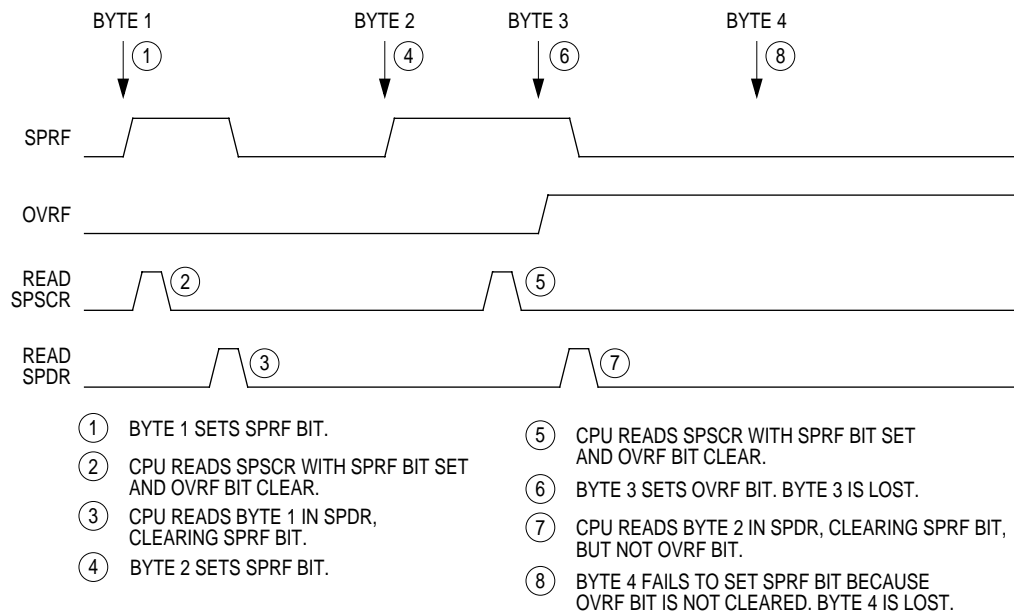 BYTE 1
BYTE 2
BYTE 3
BYTE 4
1
4
6
8
SPRF
OVRF
READ
SPSCR
2
5
READ
SPDR
3
7
1 BYTE 1 SETS SPRF BIT.
2 CPU READS SPSCR WITH SPRF BIT SET
AND OVRF BIT CLEAR.
3 CPU READS BYTE 1 IN SPDR,
CLEARING SPRF BIT.
4 BYTE 2 SETS SPRF BIT.
5 CPU READS SPSCR WITH SPRF BIT SET
AND OVRF BIT CLEAR.
6 BYTE 3 SETS OVRF BIT. BYTE 3 IS LOST.
7 CPU READS BYTE 2 IN SPDR, CLEARING SPRF BIT,
BUT NOT OVRF BIT.
8 BYTE 4 FAILS TO SET SPRF BIT BECAUSE
OVRF BIT IS NOT CLEARED. BYTE 4 IS LOST.